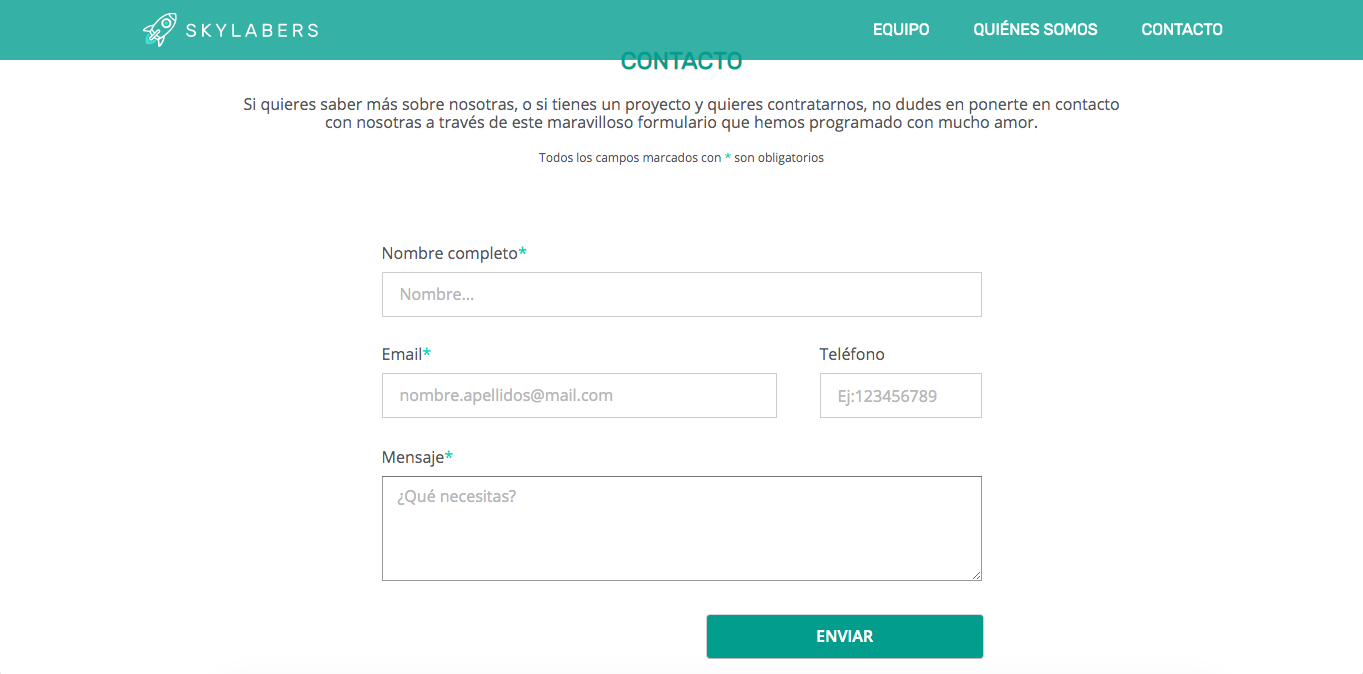 SKYLABERS
EQUIPO QUIÉNES SOMOS CONTACTO
CONTACTO
Si quieres saber más sobre nosotras, o si tienes un proyecto y quieres contratarnos, no dudes en ponerte en contacto
con nosotras a través de este maravilloso formulario que hemos programado con mucho amor.
Todos los campos marcados con * son obligatorios
Nombre completo*
Nombre...
Email* Teléfono
nombre.apellidos@mail.com Ej:123456789
Mensaje*
¿Qué necesitas?
ENVIAR